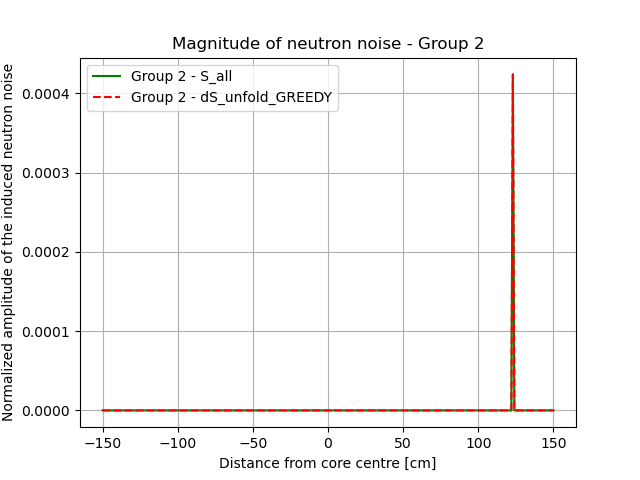 Magnitude of neutron noise - Group 2
Group 2 - S_all
Group 2 - dS_unfold_GREEDY
Normalized amplitude of the induced neutron noise
0.0004
0.0003
0.0002
0.0001
0.0000
−150
−100
−50
0
50
100
150
Distance from core centre [cm]